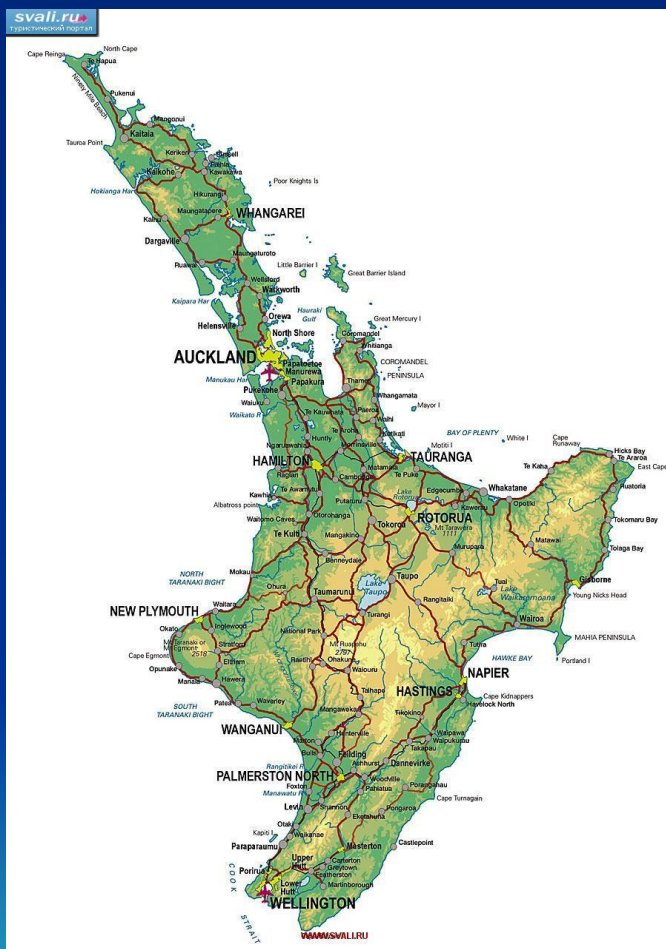 svali.ru
туристический портал
North Cape
Cape Reinga
Te Hapua
Ninety Mile Beach
Pukenui
Mangonui
Kaitaia
Tauroa Point
Kerikeri
Russell
Paihia
Kaikohe
Kawakawa
Poor Knights Is
Hokianga Har
Hikurangi
Maungatapere
WHANGAREI
Kaihu
Dargaville
Maungaturoto
Ruawai
Little Barrier I
Great Barrier Island
Wellsford
Warkworth
Kaipara Har
Hauraki
Gulf
Orewa
Great Mercury I
Helensville
North Shore
Coromandel
Whitianga
AUCKLAND
Papatoetoe
Manurewa
COROMANDEL
PENINSULA
Manukau Har
Papakura
Thames
Pukekohe
Whangamata
Waiuku
Mayor I
Waikato R
Te Kauwhata
Paeroa
Waihi
Te Aroha
Katikati
BAY OF PLENTY
Huntly
White I
Cape
Runaway
Ngaruawahia
Morrinsville
Motiti I
Hicks Bay
Te Araroa
HAMILTON
TAURANGA
East Cape
Matamata
Te Kaha
Raglan
Cambridge
Te Puke
Ruatoria
Te Awamutu
Edgecumbe
Whakatane
Kawhia
Lake
Rotorua
Putaruru
Opotiki
Albatross point
Kawerau
Otorohanga
ROTORUA
Waitomo Caves
Tokoroa
Tokomaru Bay
Mt Tarawera
1111
Te Kuiti
Mangakino
Matawai
Murupara
Tolaga Bay
Benneydale
Mokau
NORTH
TARANAKI BIGHT
Taupo
Gisborne
Ohura
Lake
Taupo
Tuai
Lake
Waikaremoana
Taumarunui
Rangitaiki
Young Nicks Head
Waitara
NEW PLYMOUTH
Turangi
Wairoa
Okato
Inglewood
National Park
MAHIA PENINSULA
Mt Taranaki or
Mt Egmont
2518
Stratford
Mt Ruapehu
2797
Tutira
Cape Egmont
Ohakune
HAWKE BAY
Portland I
Eltham
Raetihi
Opunake
Waiouru
NAPIER
Hawera
Manaia
HASTINGS
Taihape
Cape Kidnappers
Havelock North
Patea
Waverley
SOUTH
TARANAKI BIGHT
Mangaweka
Tikokino
WANGANUI
Hunterville
Waipawa
Waipukurau
Marton
Takapau
Bulls
Feilding
Rangitikei R
Ashhurst
Dannevirke
PALMERSTON NORTH
Woodville
Foxton
Pahiatua
Porangahau
Manawatu R
Cape Turnagain
Levin
Shannon
Pongaroa
Eketahuna
Otaki
Kapiti I
Waikanae
Castlepoint
Paraparaumu
Masterton
Upper
Hutt
Carterton
Greytown
Porirua
Featherston
Lower
Hutt
Martinborough
WELLINGTON
COOK
STRAIT
WWW.SVALI.RU